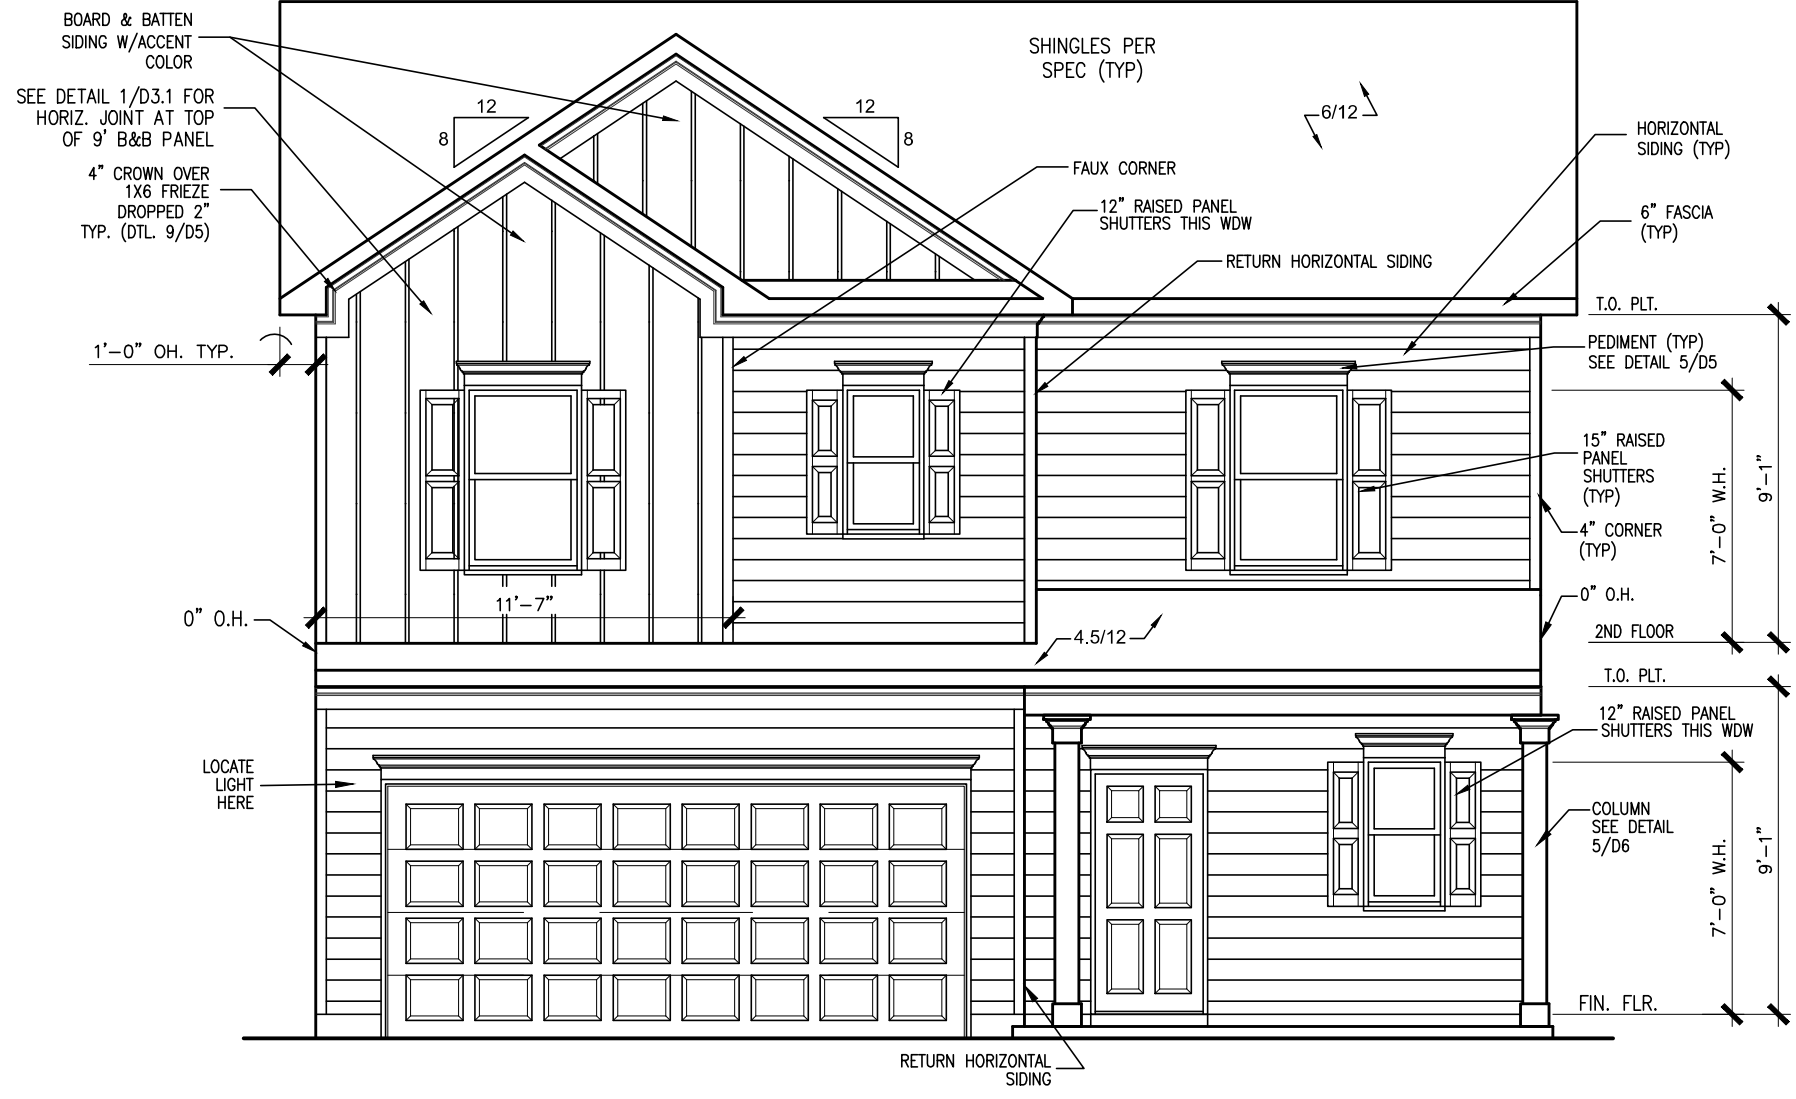 BOARD & BATTEN
SIDING W/ACCENT
COLOR
SEE DETAIL 1/D3.1 FOR
HORIZ. JOINT AT TOP
OF 9' B&B PANEL
4" CROWN OVER
1X6 FRIEZE
DROPPED 2"
TYP. (DTL. 9/D5)
12
8
12
8
SHINGLES PER
SPEC (TYP)
6/12
HORIZONTAL
SIDING (TYP)
FAUX CORNER
12" RAISED PANEL
SHUTTERS THIS WDW
6" FASCIA
(TYP)
RETURN HORIZONTAL SIDING
T.O. PLT.
1'-0" OH. TYP.
PEDIMENT (TYP)
SEE DETAIL 5/D5
15" RAISED
PANEL
SHUTTERS
(TYP)
7'-0" W.H.
9'-1"
4" CORNER
(TYP)
11'-7"
0" O.H.
0" O.H.
4.5/12
2ND FLOOR
T.O. PLT.
12" RAISED PANEL
SHUTTERS THIS WDW
LOCATE
LIGHT
HERE
COLUMN
SEE DETAIL
5/D6
7'-0" W.H.
9'-1"
FIN. FLR.
RETURN HORIZONTAL
SIDING